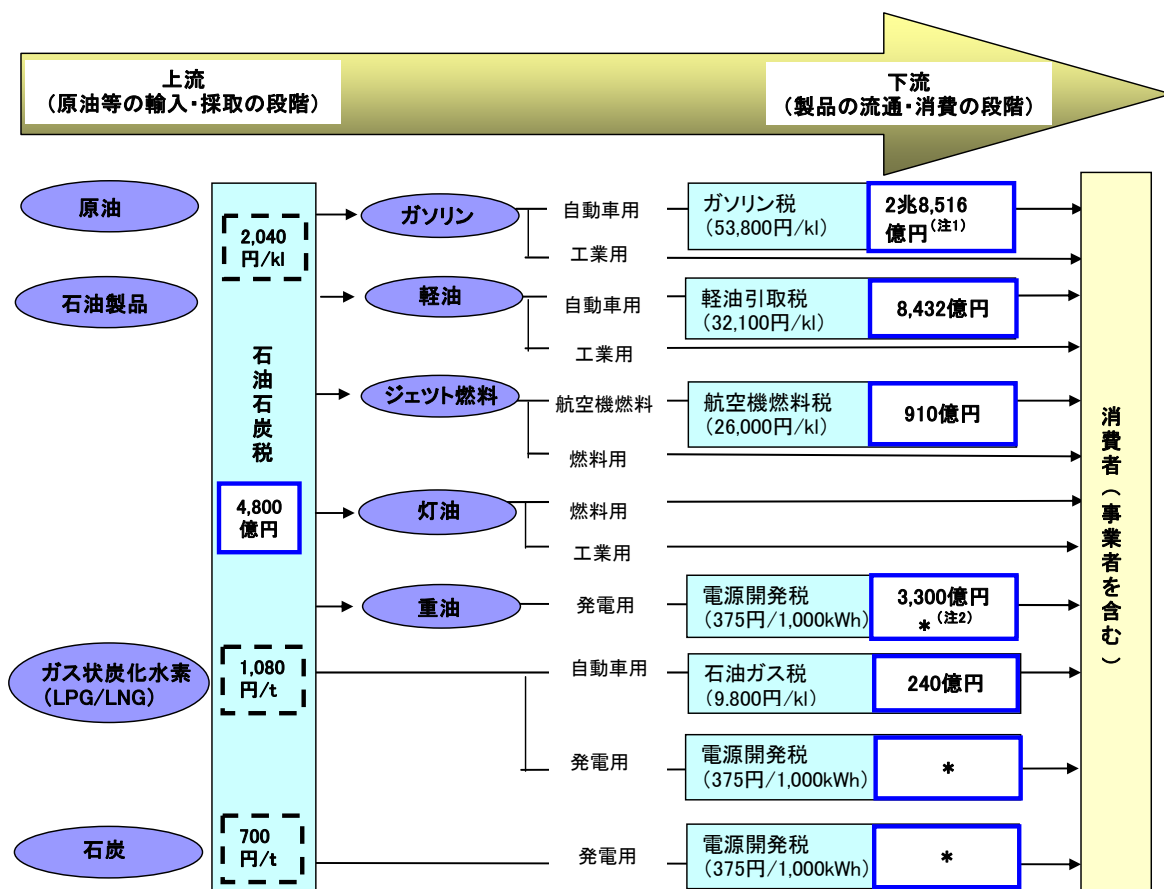 上流
(原油等の輸入・採取の段階)
下流
(製品の流通・消費の段階)
原油
2,040
円/kl
ガソリン
自動車用
ガソリン税
(53,800円/kl)
2兆8,516
億円(注1)
工業用
石油製品
軽油
自動車用
軽油引取税
(32,100円/kl)
8,432億円
工業用
石油石炭税
ジェツト燃料
航空機燃料
航空機燃料税
(26,000円/kl)
910億円
燃料用
消費者(事業者を含む)
4,800
億円
灯油
燃料用
工業用
重油
発電用
電源開発税
(375円/1,000kWh)
3,300億円
*(注2)
ガス状炭化水素
(LPG/LNG)
1,080
円/t
自動車用
石油ガス税
(9.800円/kl)
240億円
発電用
電源開発税
(375円/1,000kWh)
*
石炭
700
円/t
発電用
電源開発税
(375円/1,000kWh)
*